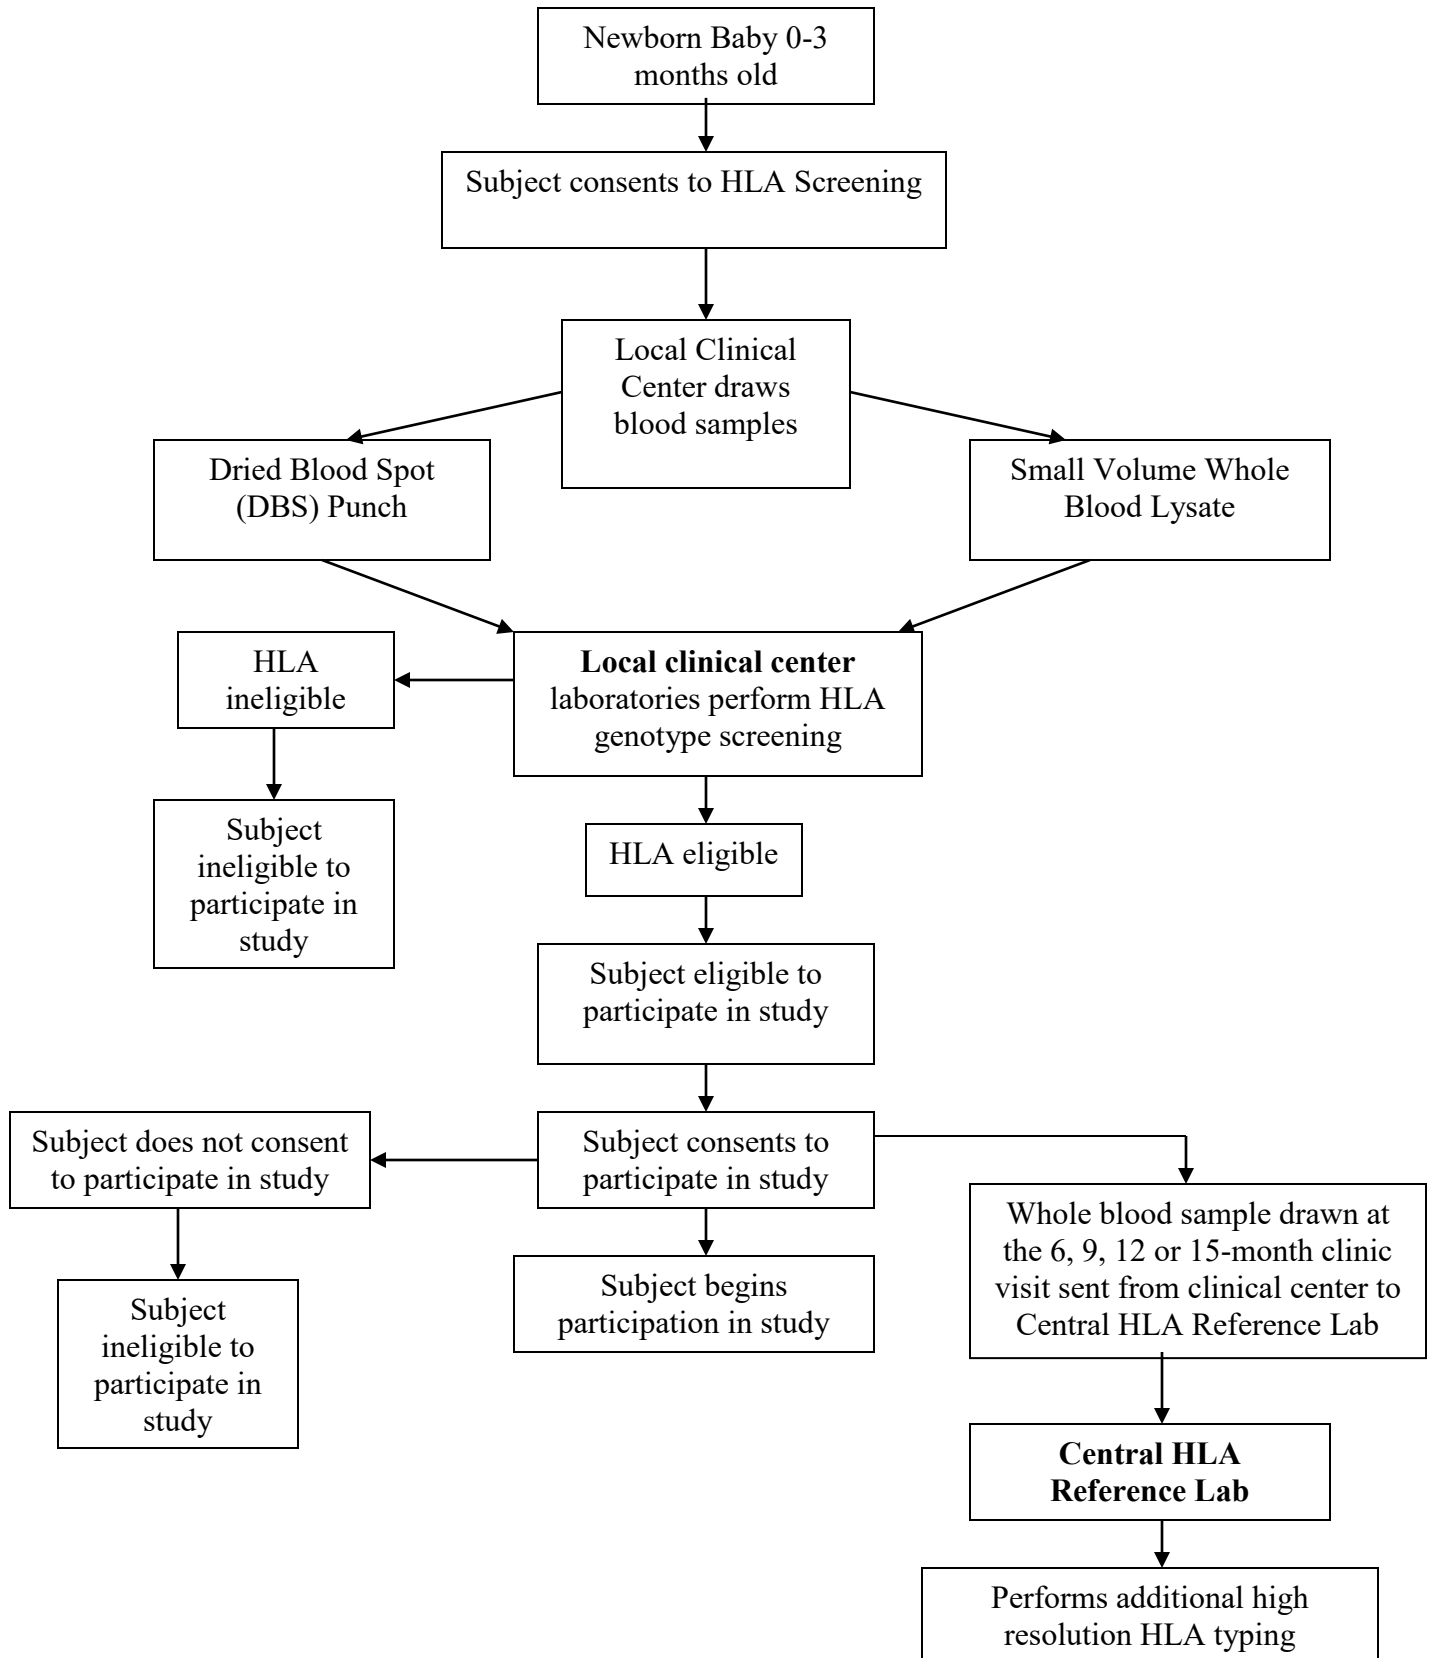 Newborn Baby 0-3
months old
Subject consents to HLA Screening
Local Clinical
Center draws
blood samples
Dried Blood Spot
(DBS) Punch
Small Volume Whole
Blood Lysate
HLA
ineligible
Local clinical center
laboratories perform HLA
genotype screening
Subject
ineligible to
participate in
study
HLA eligible
Subject eligible to
participate in study
Subject does not consent
to participate in study
Subject consents to
participate in study
Whole blood sample drawn at
the 6, 9, 12 or 15-month clinic
visit sent from clinical center to
Central HLA Reference Lab
Subject begins
participation in study
Subject
ineligible to
participate in
study
Central HLA
Reference Lab
Performs additional high
resolution HLA typing